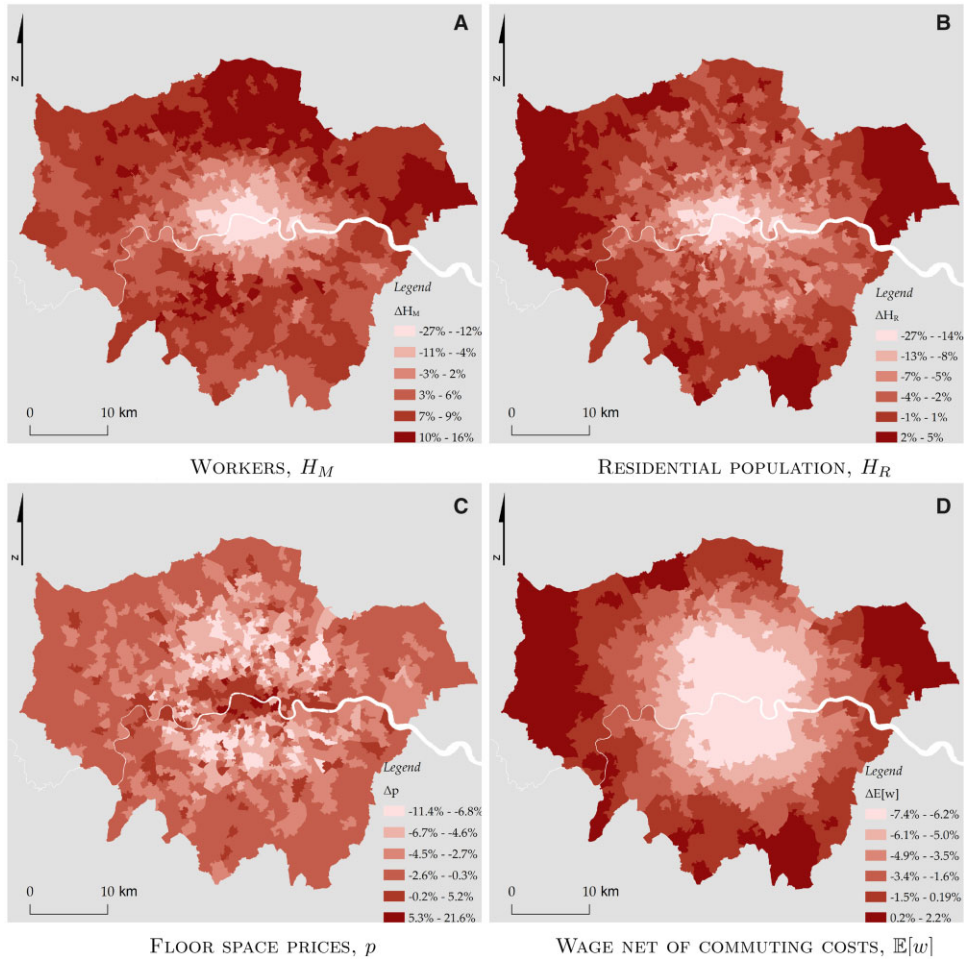 A
z
Legend
ΔH_M
-27% - -12%
-11% - -4%
-3% - 2%
3% - 6%
7% - 9%
10% - 16%
0 10 km
WORKERS, H_M
B
z
Legend
ΔH_R
-27% - -14%
-13% - -8%
-7% - -5%
-4% - -2%
-1% - 1%
2% - 5%
0 10 km
RESIDENTIAL POPULATION, H_R
C
z
Legend
Δp
-11.4% - -6.8%
-6.7% - -4.6%
-4.5% - -2.7%
-2.6% - -0.3%
-0.2% - 5.2%
5.3% - 21.6%
0 10 km
FLOOR SPACE PRICES, p
D
z
Legend
ΔE[w]
-7.4% - -6.2%
-6.1% - -5.0%
-4.9% - -3.5%
-3.4% - -1.6%
-1.5% - 0.19%
0.2% - 2.2%
0 10 km
WAGE NET OF COMMUTING COSTS, 𝔼[w]